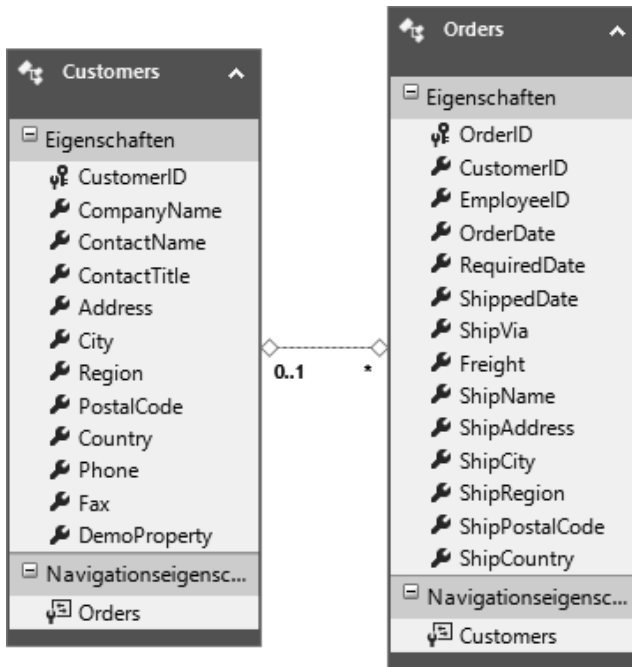 Customers
Eigenschaften
CustomerID
CompanyName
ContactName
ContactTitle
Address
City
Region
PostalCode
Country
Phone
Fax
DemoProperty
Navigationseigensc...
Orders
0..1 *
Orders
Eigenschaften
OrderID
CustomerID
EmployeeID
OrderDate
RequiredDate
ShippedDate
ShipVia
Freight
ShipName
ShipAddress
ShipCity
ShipRegion
ShipPostalCode
ShipCountry
Navigationseigensc...
Customers